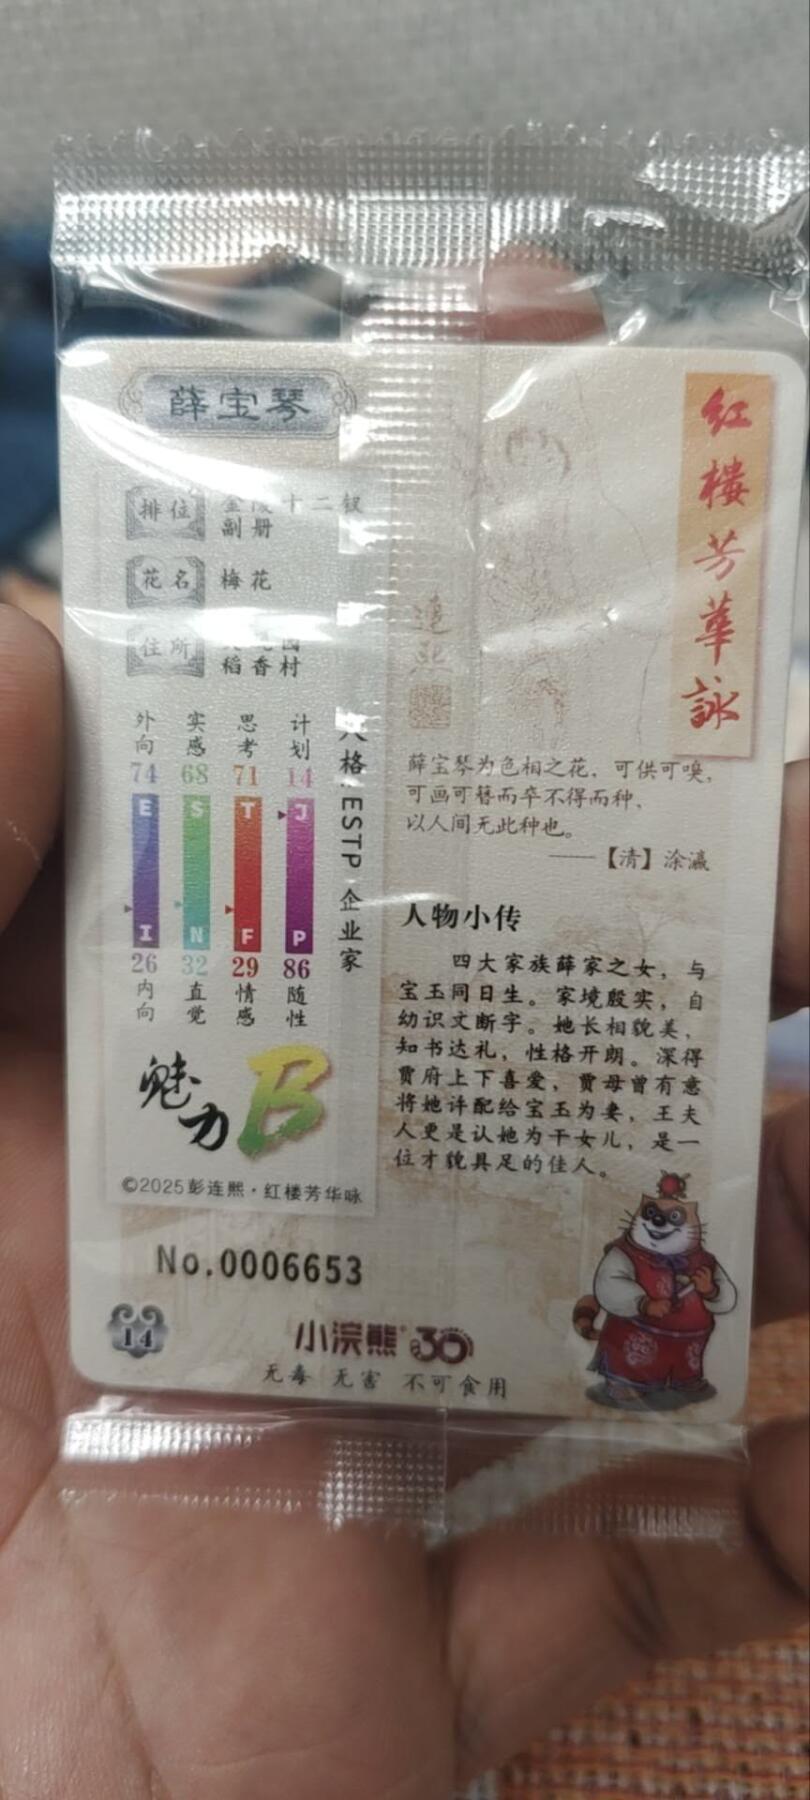 薛宝琴
排位
金陵十二钗
副册
花名
梅花
住所
稻香村
外向
74
E
I
26
内向
实感
68
S
N
32
直觉
思考
71
T
F
29
情感
计划
14
J
P
86
随性
人格:ESTP 企业家
魅力B
©2025彭连熙·红楼芳华咏
No.0006653
14
红楼芳華詠
薛宝琴为色相之花,可供可嗅,
可画可簪而卒不得而种,
以人间无此种也。
——【清】涂瀛
人物小传
四大家族薛家之女,与
宝玉同日生。家境殷实,自
幼识文断字。她长相貌美,
知书达礼,性格开朗。深得
贾府上下喜爱,贾母曾有意
将她许配给宝玉为妻,王夫
人更是认她为干女儿,是一
位才貌具足的佳人。
小浣熊 30
无毒 无害 不可食用